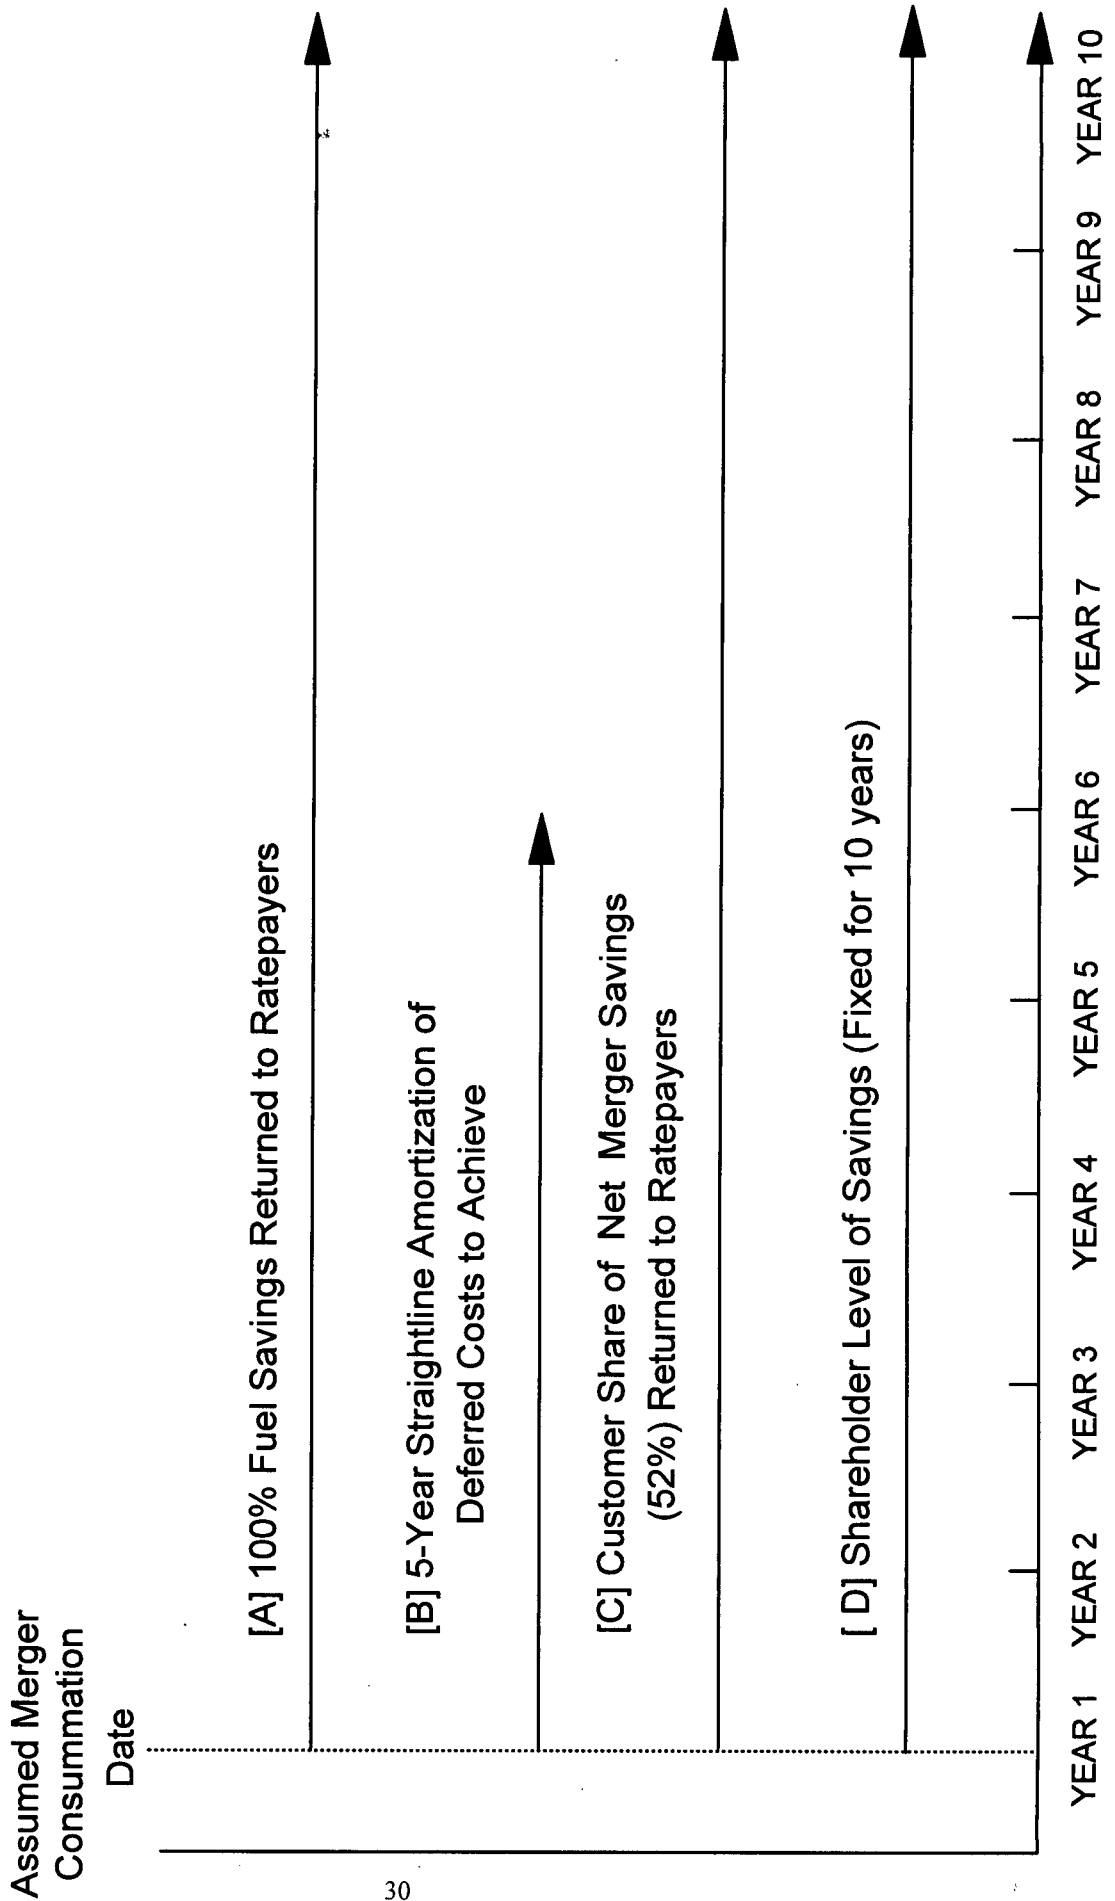 Assumed Merger
Consummation
Date
[A] 100% Fuel Savings Returned to Ratepayers
[B] 5-Year Straightline Amortization of
Deferred Costs to Achieve
[C] Customer Share of Net Merger Savings
(52%) Returned to Ratepayers
[ D] Shareholder Level of Savings (Fixed for 10 years)
YEAR 1 YEAR 2 YEAR 3 YEAR 4 YEAR 5 YEAR 6 YEAR 7 YEAR 8 YEAR 9 YEAR 10
30